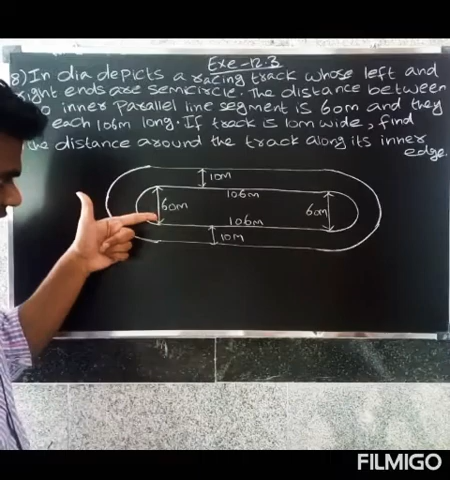 Exe-12.3
8) In dia depicts a racing track whose left and
right ends are semicircle. The distance between
o inner Parallel line segment is 60m and they
each 106m long. If track is 10m wide, find
the distance around the track along its inner
edge.
10M
106m
60m
60m
106m
10M
FILMIGO